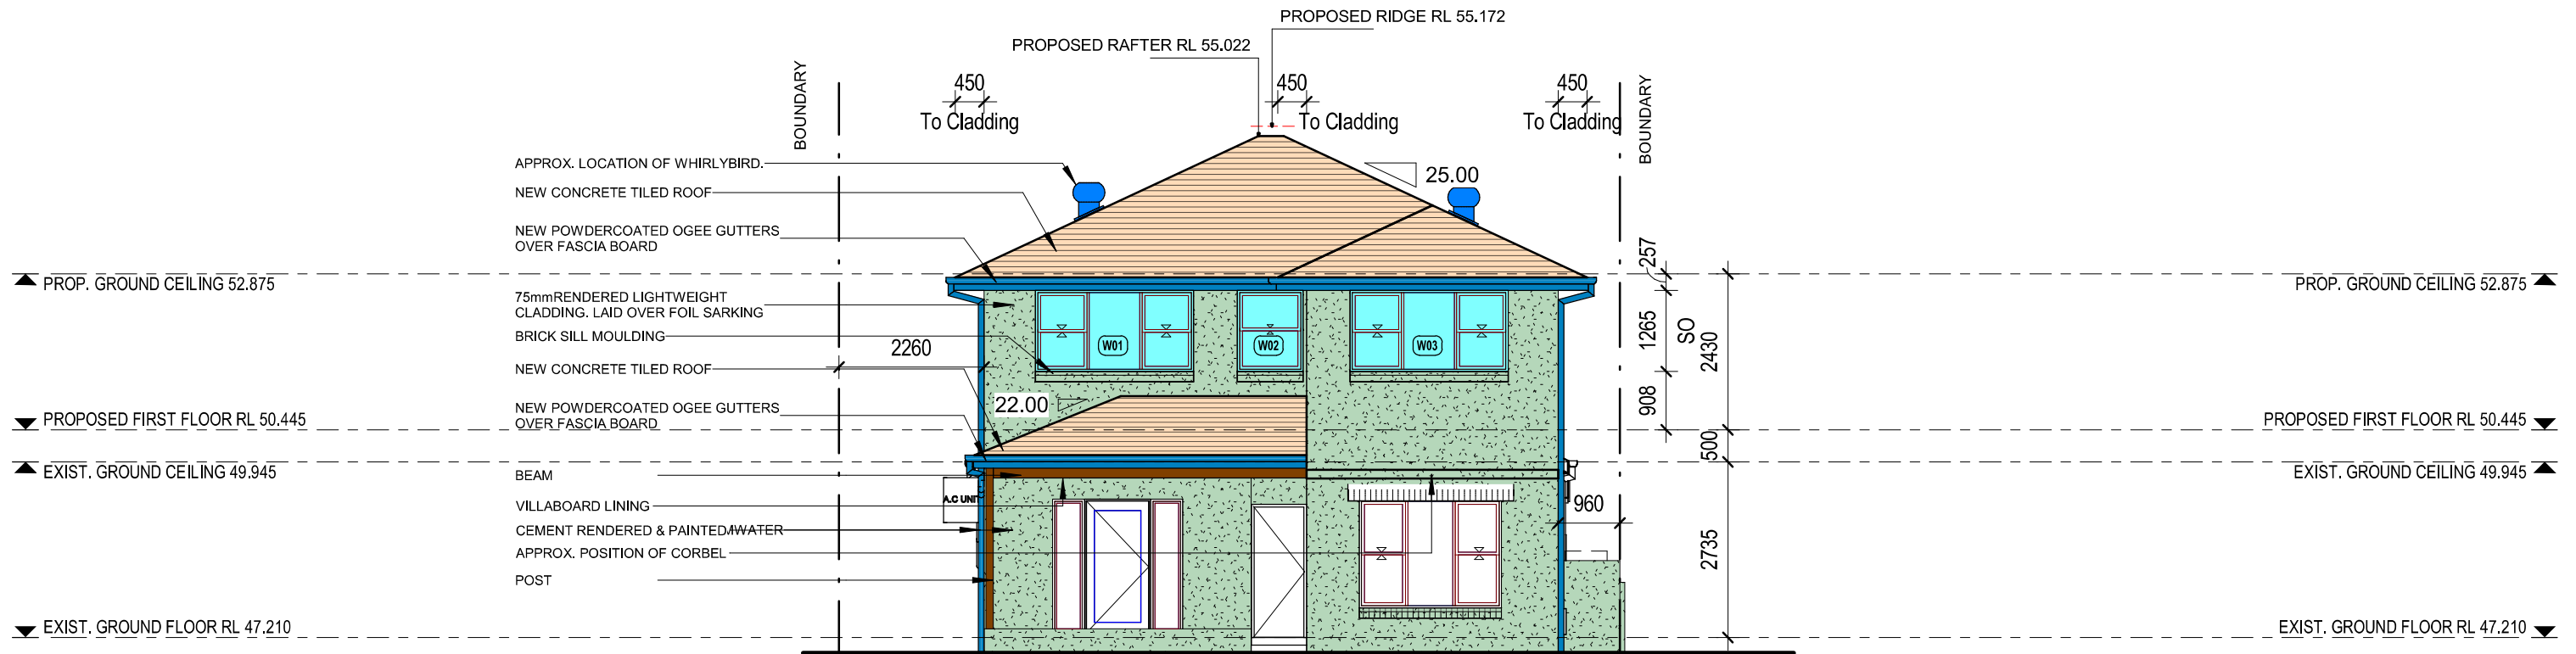 PROPOSED RIDGE RL 55.172
PROPOSED RAFTER RL 55.022
BOUNDARY
BOUNDARY
450
To Cladding
450
To Cladding
450
To Cladding
APPROX. LOCATION OF WHIRLYBIRD.
NEW CONCRETE TILED ROOF
25.00
NEW POWDERCOATED OGEE GUTTERS
OVER FASCIA BOARD
257
PROP. GROUND CEILING 52.875
PROP. GROUND CEILING 52.875
75mmRENDERED LIGHTWEIGHT
CLADDING. LAID OVER FOIL SARKING
BRICK SILL MOULDING
W01
W02
W03
1265
SO
2430
2260
NEW CONCRETE TILED ROOF
22.00
908
NEW POWDERCOATED OGEE GUTTERS
OVER FASCIA BOARD
PROPOSED FIRST FLOOR RL 50.445
PROPOSED FIRST FLOOR RL 50.445
500
EXIST. GROUND CEILING 49.945
EXIST. GROUND CEILING 49.945
BEAM
A.C UNIT
VILLABOARD LINING
960
CEMENT RENDERED & PAINTED
WATER
APPROX. POSITION OF CORBEL
2735
POST
EXIST. GROUND FLOOR RL 47.210
EXIST. GROUND FLOOR RL 47.210